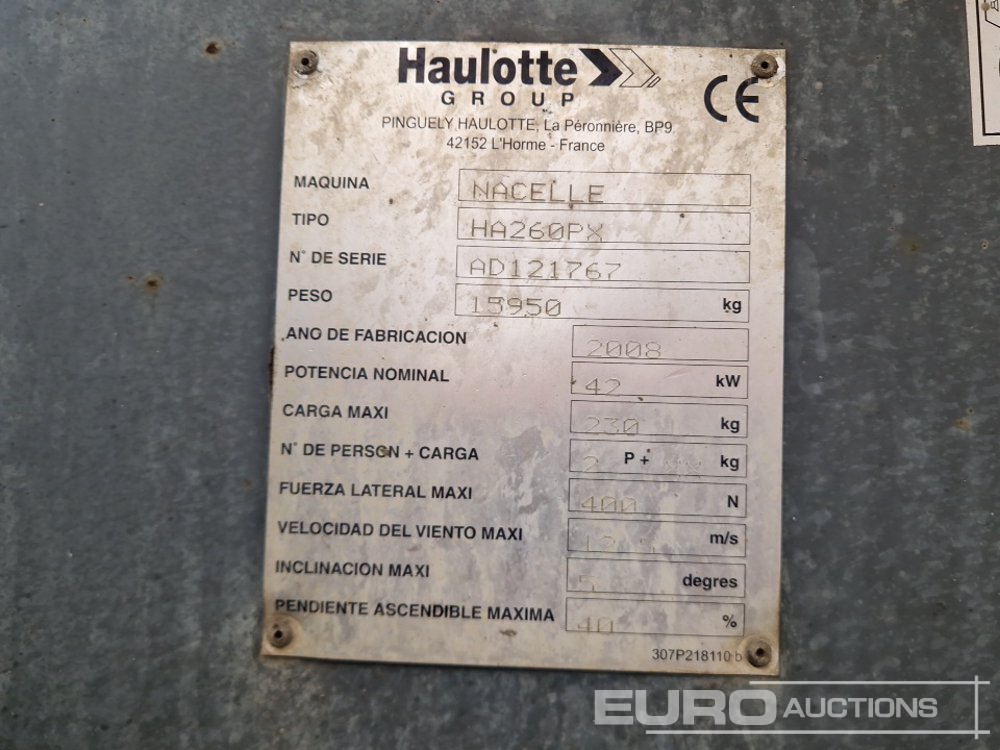 Haulotte
GROUP
CE
PINGUELY HAULOTTE, La Péronnière, BP9
42152 L'Horme - France
MAQUINA NACELLE
TIPO HA260PX
N° DE SERIE AD121767
PESO 15950 kg
ANO DE FABRICACION 2008
POTENCIA NOMINAL 42 kW
CARGA MAXI 230 kg
N° DE PERSON + CARGA 2 P + kg
FUERZA LATERAL MAXI 400 N
VELOCIDAD DEL VIENTO MAXI m/s
INCLINACION MAXI 5 degres
PENDIENTE ASCENDIBLE MAXIMA 40 %
307P218110 b
EURO AUCTIONS